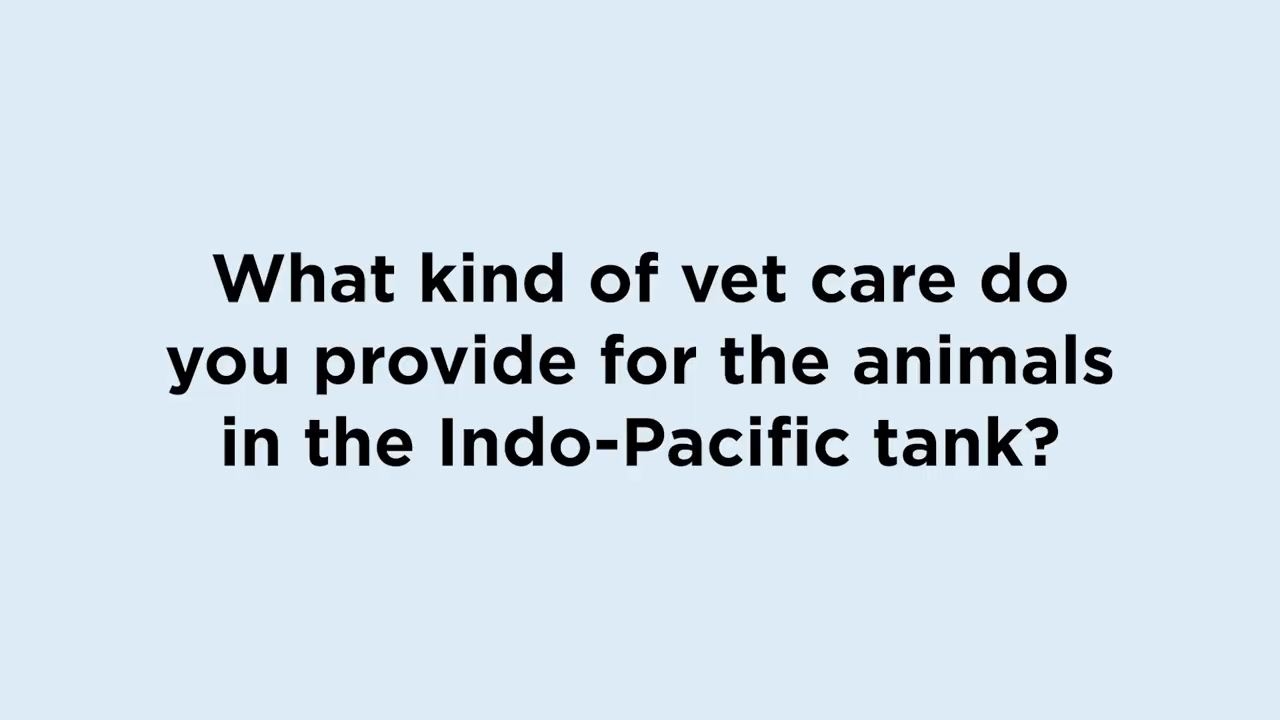 What kind of vet care do
you provide for the animals
in the Indo-Pacific tank?